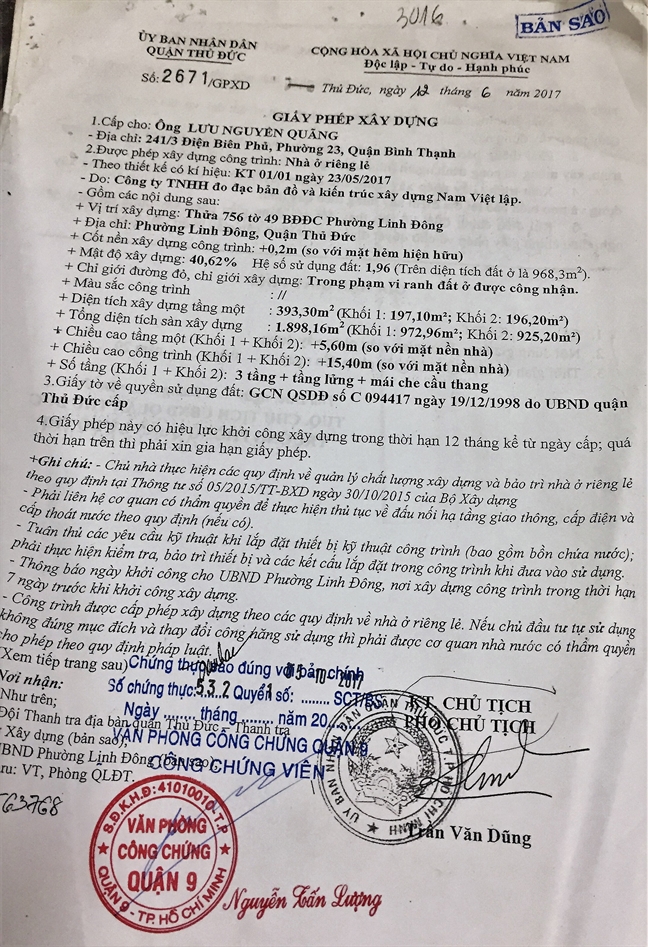 3016
BẢN SAO
ỦY BAN NHÂN DÂN
QUẬN THỦ ĐỨC
CỘNG HÒA XÃ HỘI CHỦ NGHĨA VIỆT NAM
Độc lập - Tự do - Hạnh phúc
Số: 2671/GPXD
Thủ Đức, ngày 12 tháng 6 năm 2017
GIẤY PHÉP XÂY DỰNG
1.Cấp cho: Ông LƯU NGUYÊN QUÃNG
- Địa chỉ: 241/3 Điện Biên Phủ, Phường 23, Quận Bình Thạnh
2.Được phép xây dựng công trình: Nhà ở riêng lẻ
- Theo thiết kế có kí hiệu: KT 01/01 ngày 23/05/2017
- Do: Công ty TNHH đo đạc bản đồ và kiến trúc xây dựng Nam Việt lập.
- Gồm các nội dung sau:
+ Vị trí xây dựng: Thửa 756 tờ 49 BĐĐC Phường Linh Đông
+ Địa chỉ: Phường Linh Đông, Quận Thủ Đức
+ Cốt nền xây dựng công trình: +0,2m (so với mặt hẻm hiện hữu)
+ Mật độ xây dựng: 40,62% Hệ số sử dụng đất: 1,96 (Trên diện tích đất ở là 968,3m²).
+ Chỉ giới đường đỏ, chỉ giới xây dựng: Trong phạm vi ranh đất ở được công nhận.
+ Màu sắc công trình : //
+ Diện tích xây dựng tầng một : 393,30m² (Khối 1: 197,10m²; Khối 2: 196,20m²)
+ Tổng diện tích sàn xây dựng : 1.898,16m² (Khối 1: 972,96m²; Khối 2: 925,20m²)
+ Chiều cao tầng một (Khối 1 + Khối 2): +5,60m (so với mặt nền nhà)
+ Chiều cao công trình (Khối 1 + Khối 2): +15,40m (so với mặt nền nhà)
+ Số tầng (Khối 1 + Khối 2): 3 tầng + tầng lửng + mái che cầu thang
3.Giấy tờ về quyền sử dụng đất: GCN QSDĐ số C 094417 ngày 19/12/1998 do UBND quận
Thủ Đức cấp
4.Giấy phép này có hiệu lực khởi công xây dựng trong thời hạn 12 tháng kể từ ngày cấp; quá
thời hạn trên thì phải xin gia hạn giấy phép.
+Ghi chú: - Chủ nhà thực hiện các quy định về quản lý chất lượng xây dựng và bảo trì nhà ở riêng lẻ
theo quy định tại Thông tư số 05/2015/TT-BXD ngày 30/10/2015 của Bộ Xây dựng
- Phải liên hệ cơ quan có thẩm quyền để thực hiện thủ tục về đấu nối hạ tầng giao thông, cấp điện và
cấp thoát nước theo quy định (nếu có).
- Tuân thủ các yêu cầu kỹ thuật khi lắp đặt thiết bị kỹ thuật công trình (bao gồm bồn chứa nước);
phải thực hiện kiểm tra, bảo trì thiết bị và các kết cấu lắp đặt trong công trình khi đưa vào sử dụng.
- Thông báo ngày khởi công cho UBND Phường Linh Đông, nơi xây dựng công trình trong thời hạn
7 ngày trước khi khởi công xây dựng.
- Công trình được cấp phép xây dựng theo các quy định về nhà ở riêng lẻ. Nếu chủ đầu tư tự sử dụng
không đúng mục đích và thay đổi công năng sử dụng thì phải được cơ quan nhà nước có thẩm quyền
cho phép theo quy định pháp luật.
(Xem tiếp trang sau)
Chứng thực sao đúng với bản chính
Số chứng thực: 5321 Quyển số: ........ SCT/BS
Ngày ........ tháng ........ năm 20
VĂN PHÒNG CÔNG CHỨNG QUẬN 9
CÔNG CHỨNG VIÊN
Nơi nhận:
Như trên;
Đội Thanh tra địa bàn quận Thủ Đức - Thanh tra
Xây Dựng (bản sao);
UBND Phường Linh Đông (bản sao);
VT, Phòng QLĐT.
KT. CHỦ TỊCH
PHÓ CHỦ TỊCH
ỦY BAN NHÂN DÂN QUẬN THỦ ĐỨC T.P HỒ CHÍ MINH
Trần Văn Dũng
S.Đ.K.H.Đ: 41010010-T.P
VĂN PHÒNG
CÔNG CHỨNG
QUẬN 9
QUẬN 9 - TP. HỒ CHÍ MINH
Nguyễn Tấn Lượng